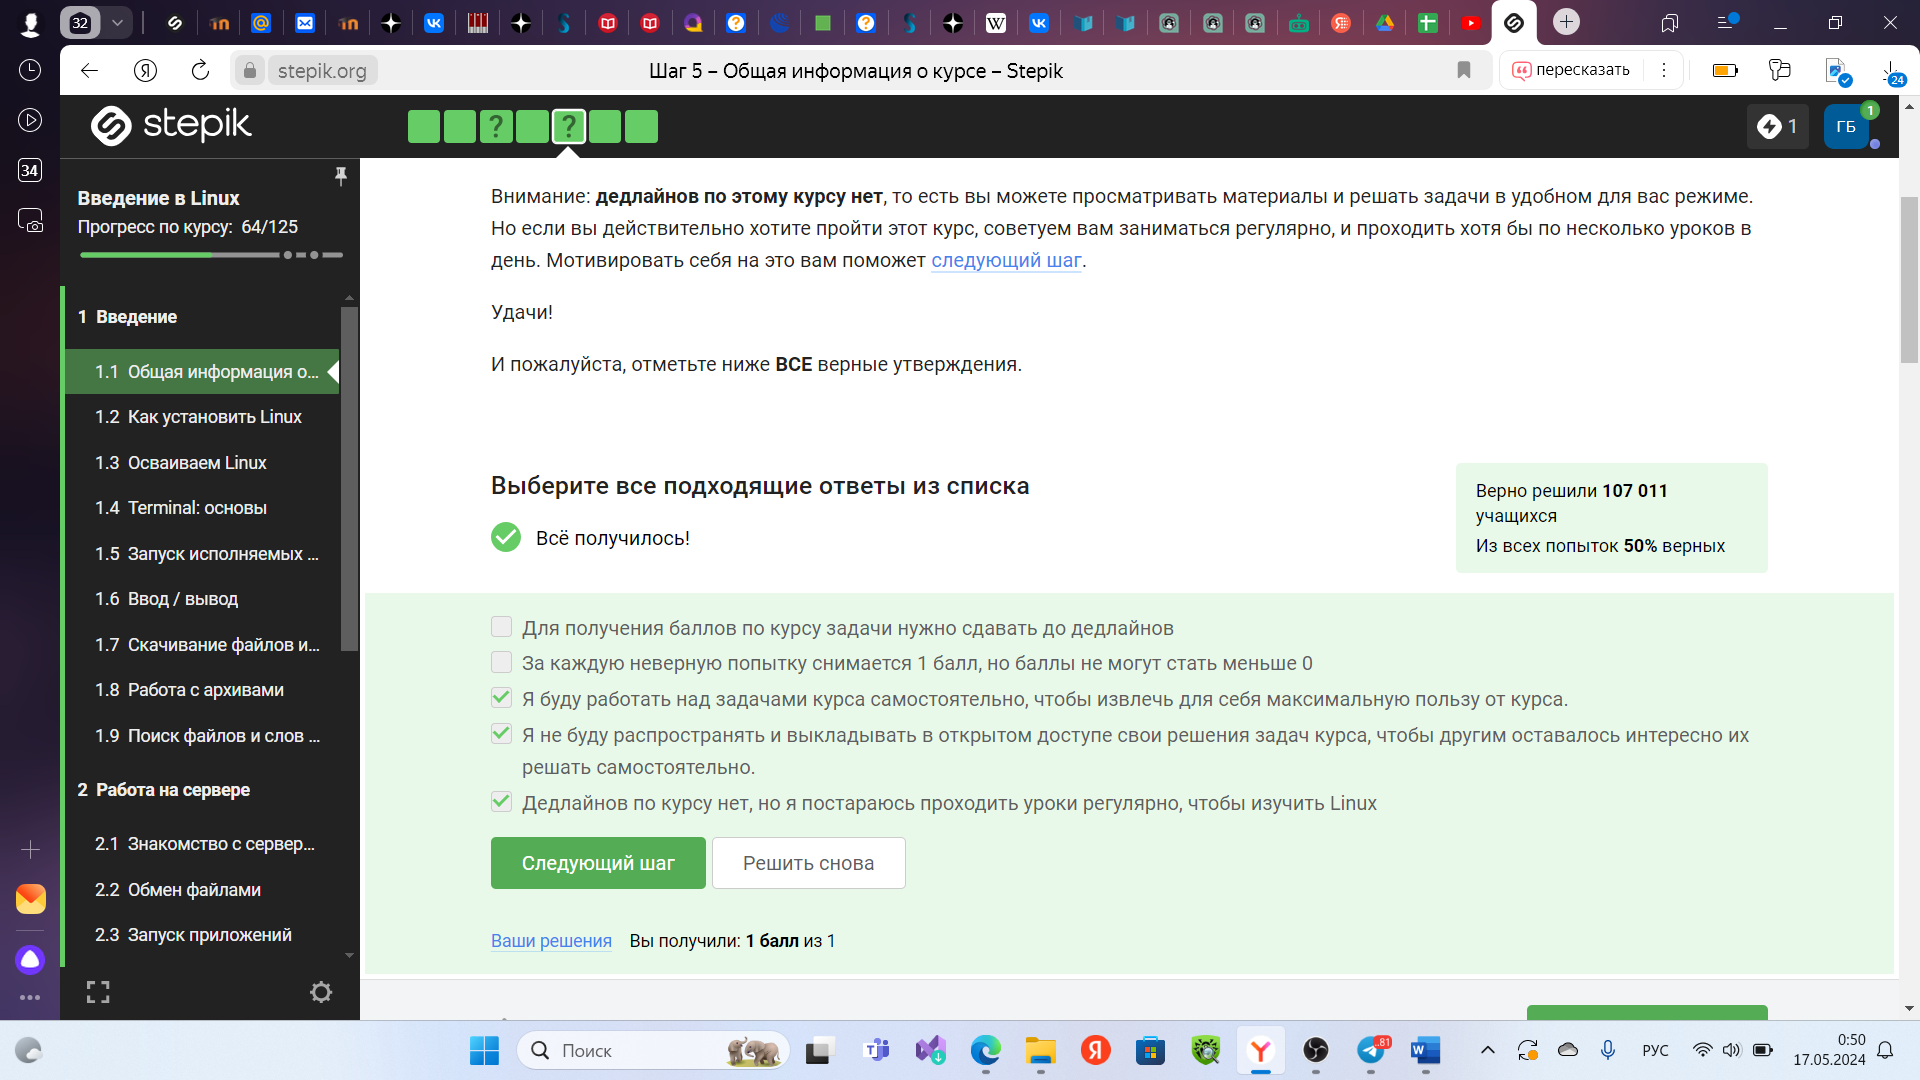 32
stepik.org
Шаг 5 – Общая информация о курсе – Stepik
пересказать
24
34
stepik
?
?
1
ГБ
1
Введение в Linux
Прогресс по курсу: 64/125
1 Введение
1.1 Общая информация о...
1.2 Как установить Linux
1.3 Осваиваем Linux
1.4 Terminal: основы
1.5 Запуск исполняемых ...
1.6 Ввод / вывод
1.7 Скачивание файлов и...
1.8 Работа с архивами
1.9 Поиск файлов и слов ...
2 Работа на сервере
2.1 Знакомство с сервер...
2.2 Обмен файлами
2.3 Запуск приложений
Внимание: дедлайнов по этому курсу нет, то есть вы можете просматривать материалы и решать задачи в удобном для вас режиме.
Но если вы действительно хотите пройти этот курс, советуем вам заниматься регулярно, и проходить хотя бы по несколько уроков в
день. Мотивировать себя на это вам поможет следующий шаг.
Удачи!
И пожалуйста, отметьте ниже ВСЕ верные утверждения.
Выберите все подходящие ответы из списка
Всё получилось!
Верно решили 107 011
учащихся
Из всех попыток 50% верных
Для получения баллов по курсу задачи нужно сдавать до дедлайнов
За каждую неверную попытку снимается 1 балл, но баллы не могут стать меньше 0
Я буду работать над задачами курса самостоятельно, чтобы извлечь для себя максимальную пользу от курса.
Я не буду распространять и выкладывать в открытом доступе свои решения задач курса, чтобы другим оставалось интересно их
решать самостоятельно.
Дедлайнов по курсу нет, но я постараюсь проходить уроки регулярно, чтобы изучить Linux
Следующий шаг
Решить снова
Ваши решения
Вы получили: 1 балл из 1
Поиск
..81
РУС
0:50
17.05.2024